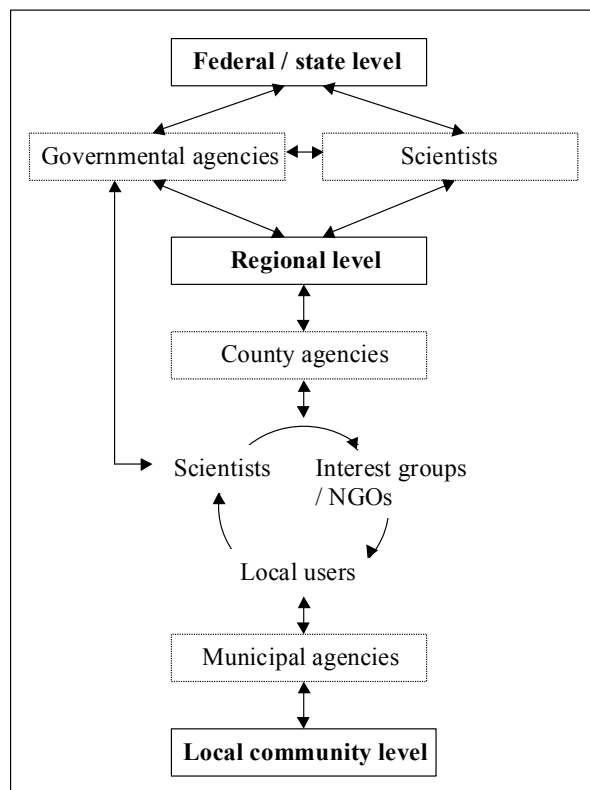 Federal / state level
Governmental agencies
Scientists
Regional level
County agencies
Scientists
Interest groups
/ NGOs
Local users
Municipal agencies
Local community level